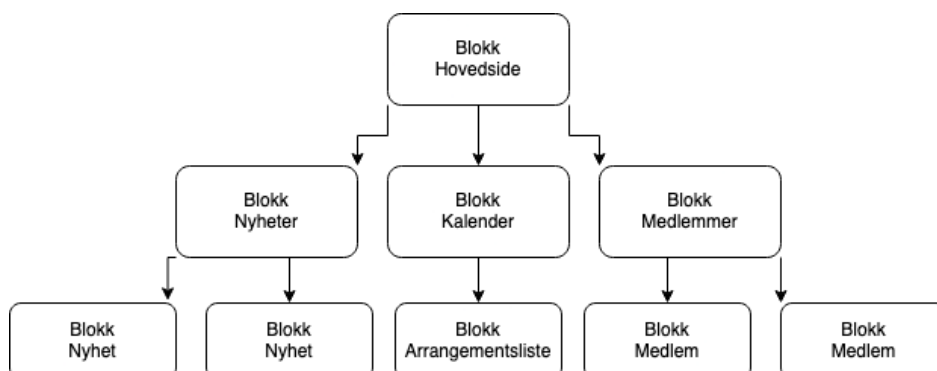 Blokk
Hovedside
Blokk
Nyheter
Blokk
Kalender
Blokk
Medlemmer
Blokk
Nyhet
Blokk
Nyhet
Blokk
Arrangementsliste
Blokk
Medlem
Blokk
Medlem